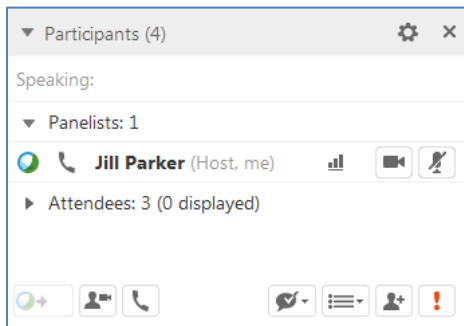 Participants (4)
Speaking:
Panelists: 1
Jill Parker (Host, me)
Attendees: 3 (0 displayed)